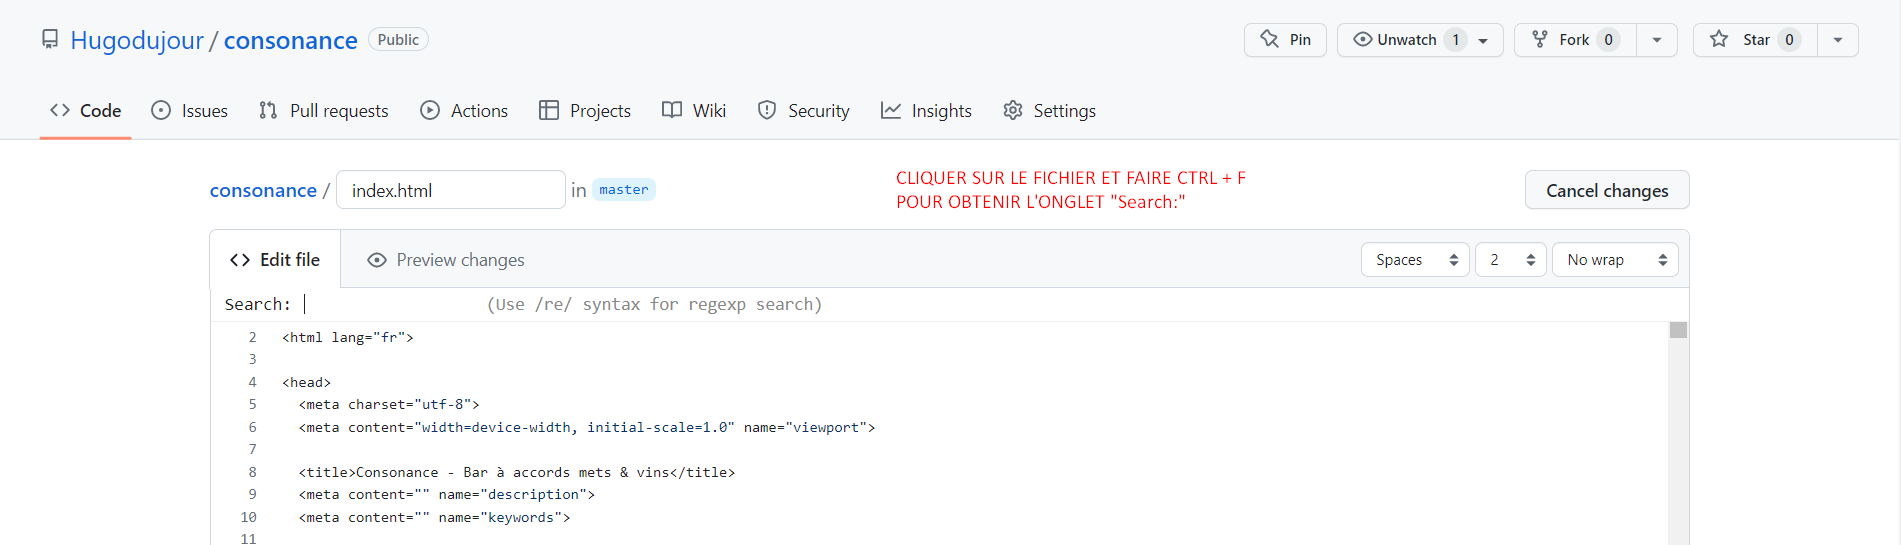 Hugodujour / consonance Public
Pin Unwatch 1 Fork 0 Star 0
Code Issues Pull requests Actions Projects Wiki Security Insights Settings
consonance / index.html in master
CLIQUER SUR LE FICHIER ET FAIRE CTRL + F
POUR OBTENIR L'ONGLET "Search:"
Cancel changes
<> Edit file Preview changes Spaces 2 No wrap
Search: (Use /re/ syntax for regexp search)
2 <html lang="fr">
3
4 <head>
5 <meta charset="utf-8">
6 <meta content="width=device-width, initial-scale=1.0" name="viewport">
7
8 <title>Consonance - Bar à accords mets & vins</title>
9 <meta content="" name="description">
10 <meta content="" name="keywords">
11